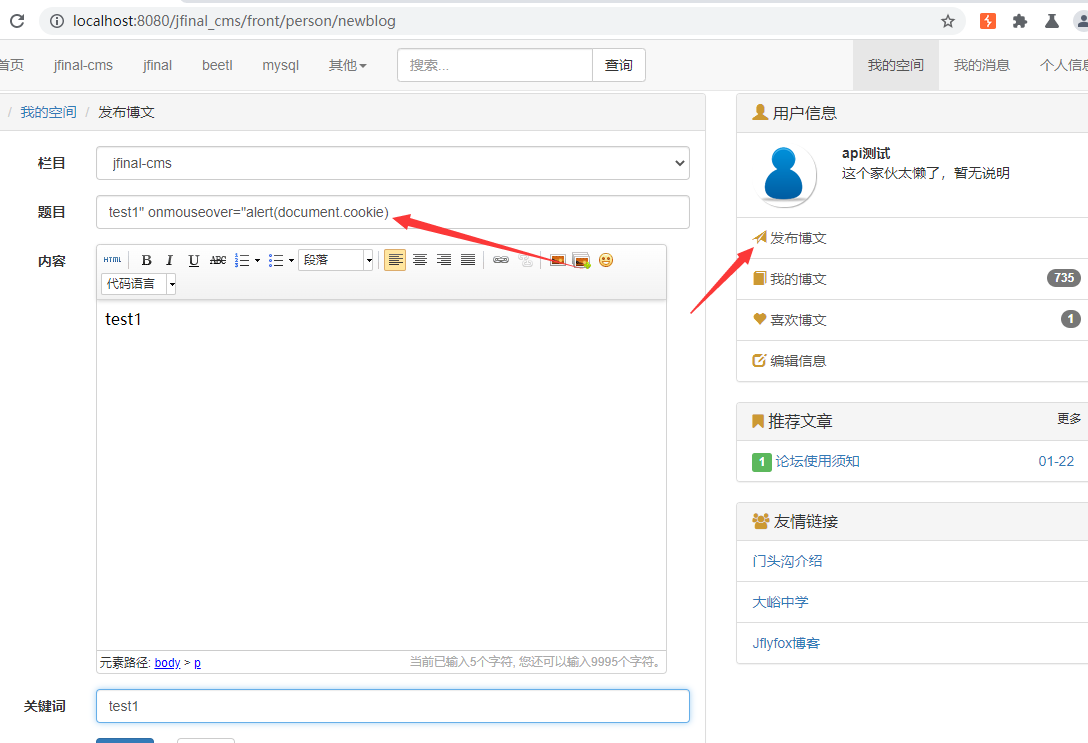 localhost:8080/jfinal_cms/front/person/newblog
首页 jfinal-cms jfinal beetl mysql 其他 搜索... 查询 我的空间 我的消息 个人信息
/ 我的空间 / 发布博文
栏目 jfinal-cms
题目 test1" onmouseover="alert(document.cookie)
内容 HTML B I U ABC 段落
代码语言
test1
元素路径: body > p 当前已输入5个字符, 您还可以输入9995个字符。
关键词 test1
用户信息
api测试
这个家伙太懒了，暂无说明
发布博文
我的博文 735
喜欢博文 1
编辑信息
推荐文章 更多
1 论坛使用须知 01-22
友情链接
门头沟介绍
大峪中学
Jflyfox博客